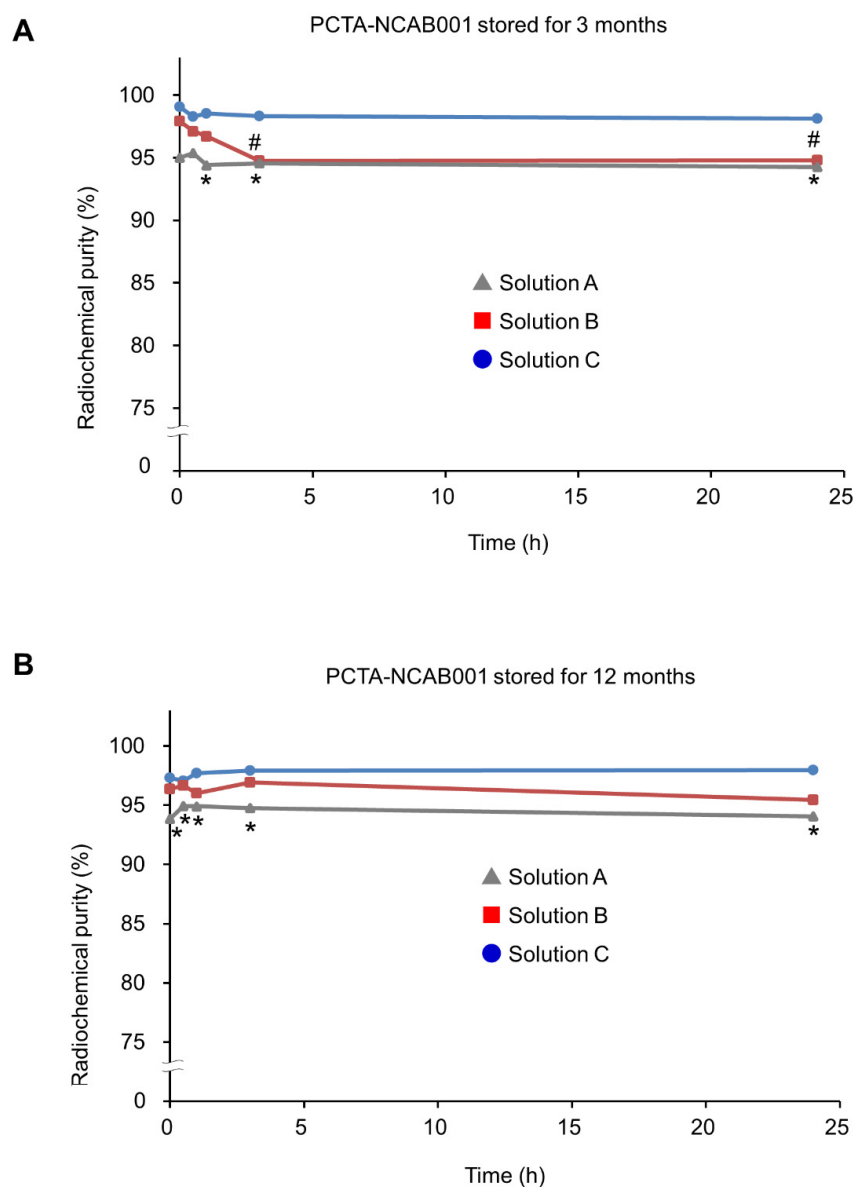 A
PCTA-NCAB001 stored for 3 months
100
95
90
85
80
75
0
Radiochemical purity (%)
#
#
*
*
*
Solution A
Solution B
Solution C
0
5
10
15
20
25
Time (h)
B
PCTA-NCAB001 stored for 12 months
100
95
90
85
80
75
0
Radiochemical purity (%)
*
*
*
*
*
Solution A
Solution B
Solution C
0
5
10
15
20
25
Time (h)